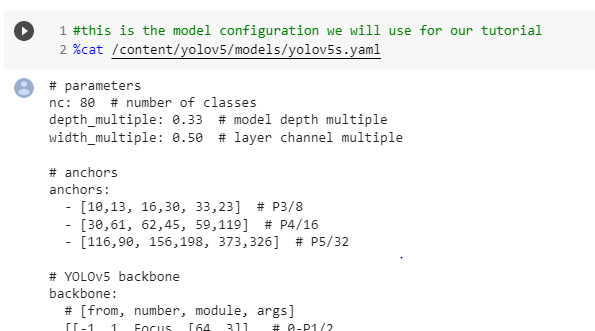 1 #this is the model configuration we will use for our tutorial
2 %cat /content/yolov5/models/yolov5s.yaml
# parameters
nc: 80  # number of classes
depth_multiple: 0.33  # model depth multiple
width_multiple: 0.50  # layer channel multiple
# anchors
anchors:
  - [10,13, 16,30, 33,23]  # P3/8
  - [30,61, 62,45, 59,119]  # P4/16
  - [116,90, 156,198, 373,326]  # P5/32
# YOLOv5 backbone
backbone:
  # [from, number, module, args]
  [[-1, 1, Focus, [64, 3]],  # 0-P1/2